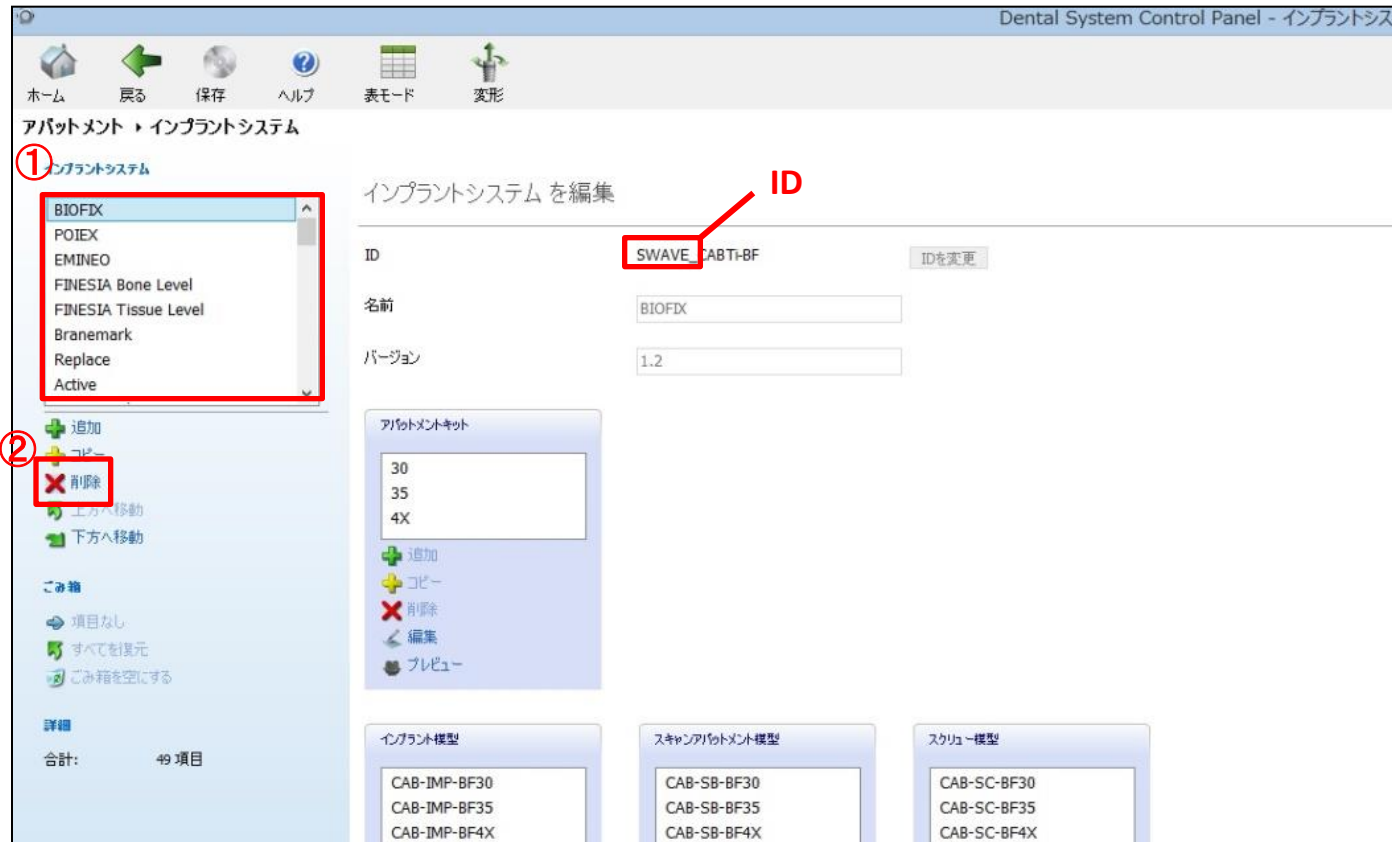 Dental System Control Panel - インプラントシス
ホーム 戻る 保存 ヘルプ 表モード 変形
アバットメント ▸ インプラントシステム
①
インプラントシステム
BIOFIX
POIEX
EMINEO
FINESIA Bone Level
FINESIA Tissue Level
Branemark
Replace
Active
追加
②
コピー
削除
上方へ移動
下方へ移動
ごみ箱
項目なし
すべてを復元
ごみ箱を空にする
詳細
合計: 49 項目
インプラントシステム を編集
ID
ID SWAVE_CABTi-BF IDを変更
名前 BIOFIX
バージョン 1.2
アバットメントキット
30
35
4X
追加
コピー
削除
編集
プレビュー
インプラント模型
CAB-IMP-BF30
CAB-IMP-BF35
CAB-IMP-BF4X
スキャンアバットメント模型
CAB-SB-BF30
CAB-SB-BF35
CAB-SB-BF4X
スクリュー模型
CAB-SC-BF30
CAB-SC-BF35
CAB-SC-BF4X